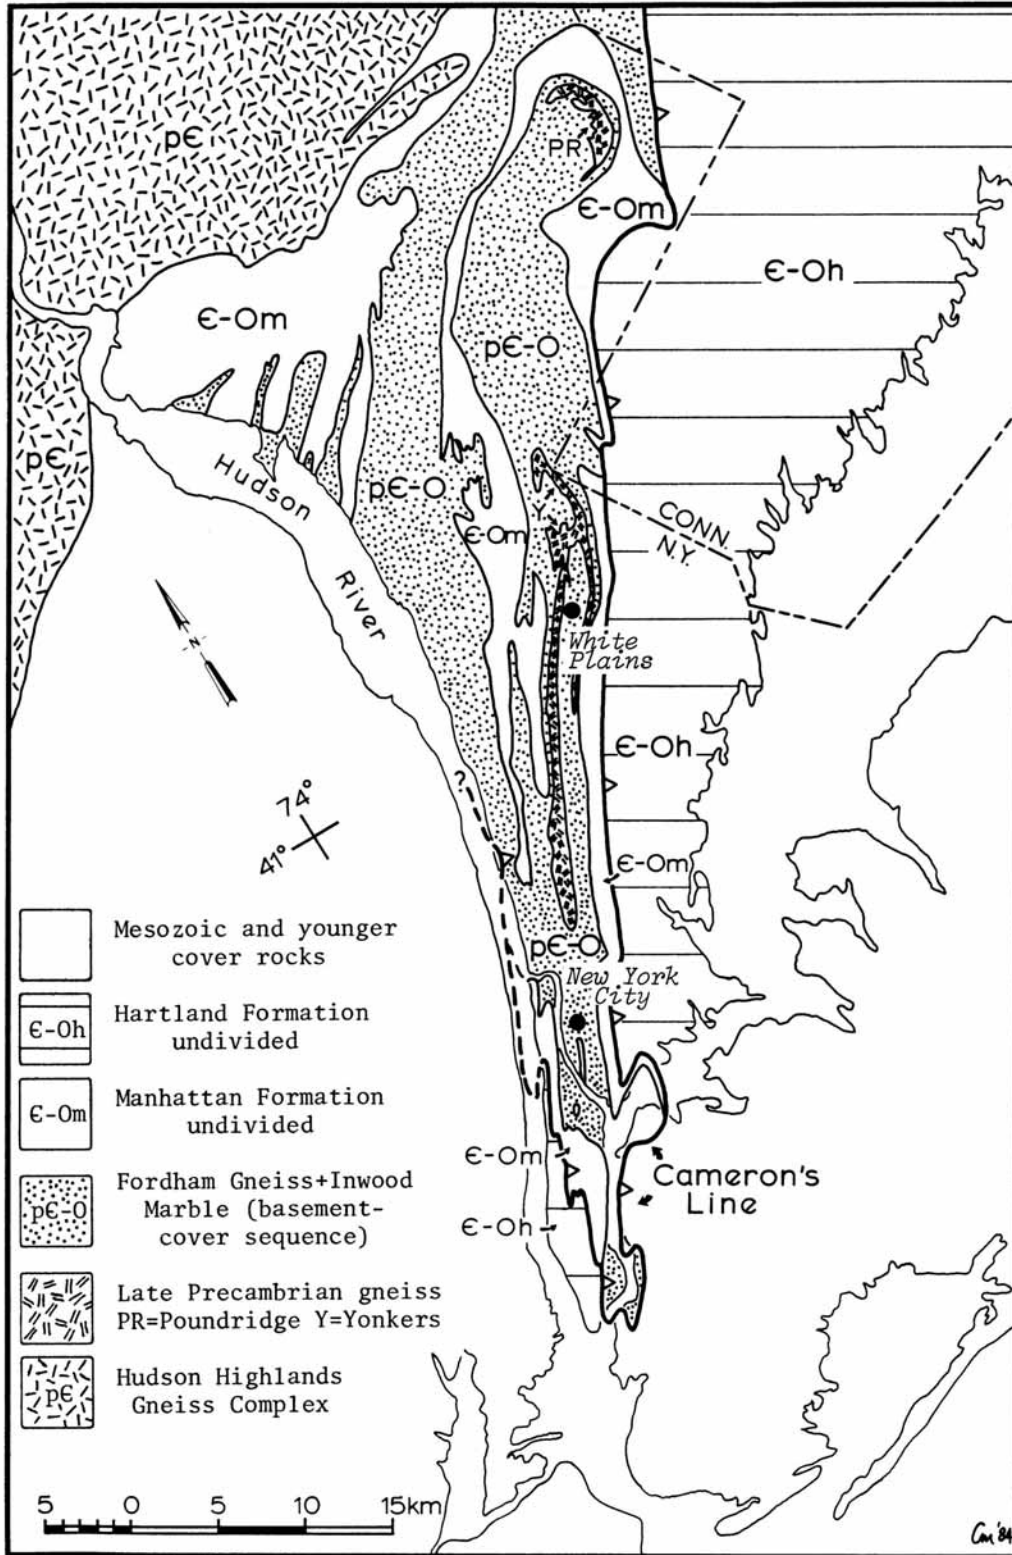 pЄ
PR
Є-Om
Є-Oh
Є-Om
pЄ-O
pЄ
pЄ-O
Hudson
River
Є-Om
Y
CONN.
N.Y.
N
White
Plains
Є-Oh
?
74°
41°
Є-Om
pЄ-O
New York
City
Mesozoic and younger
cover rocks
Є-Oh
Hartland Formation
undivided
Є-Om
Manhattan Formation
undivided
Є-Om
Є-Oh
Cameron's
Line
pЄ-O
Fordham Gneiss+Inwood
Marble (basement-
cover sequence)
Late Precambrian gneiss
PR=Poundridge Y=Yonkers
pЄ
Hudson Highlands
Gneiss Complex
5 0 5 10 15km